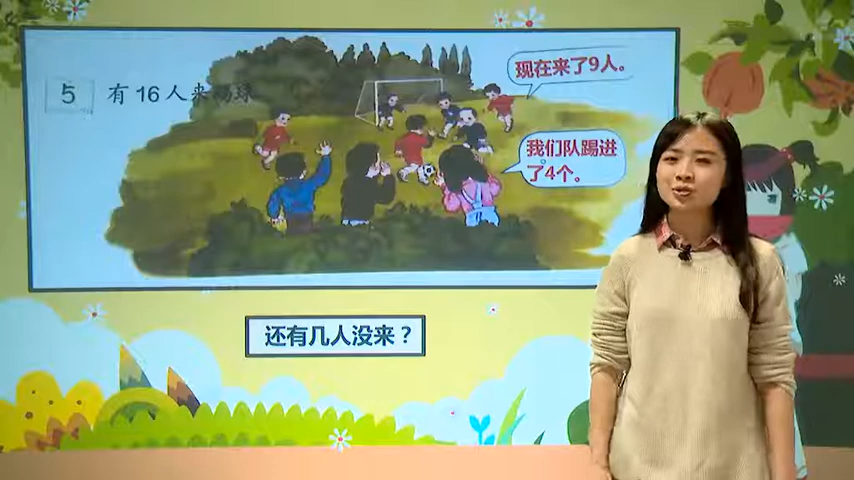 5 有16人来踢球
现在来了9人。
我们队踢进
了4个。
还有几人没来？